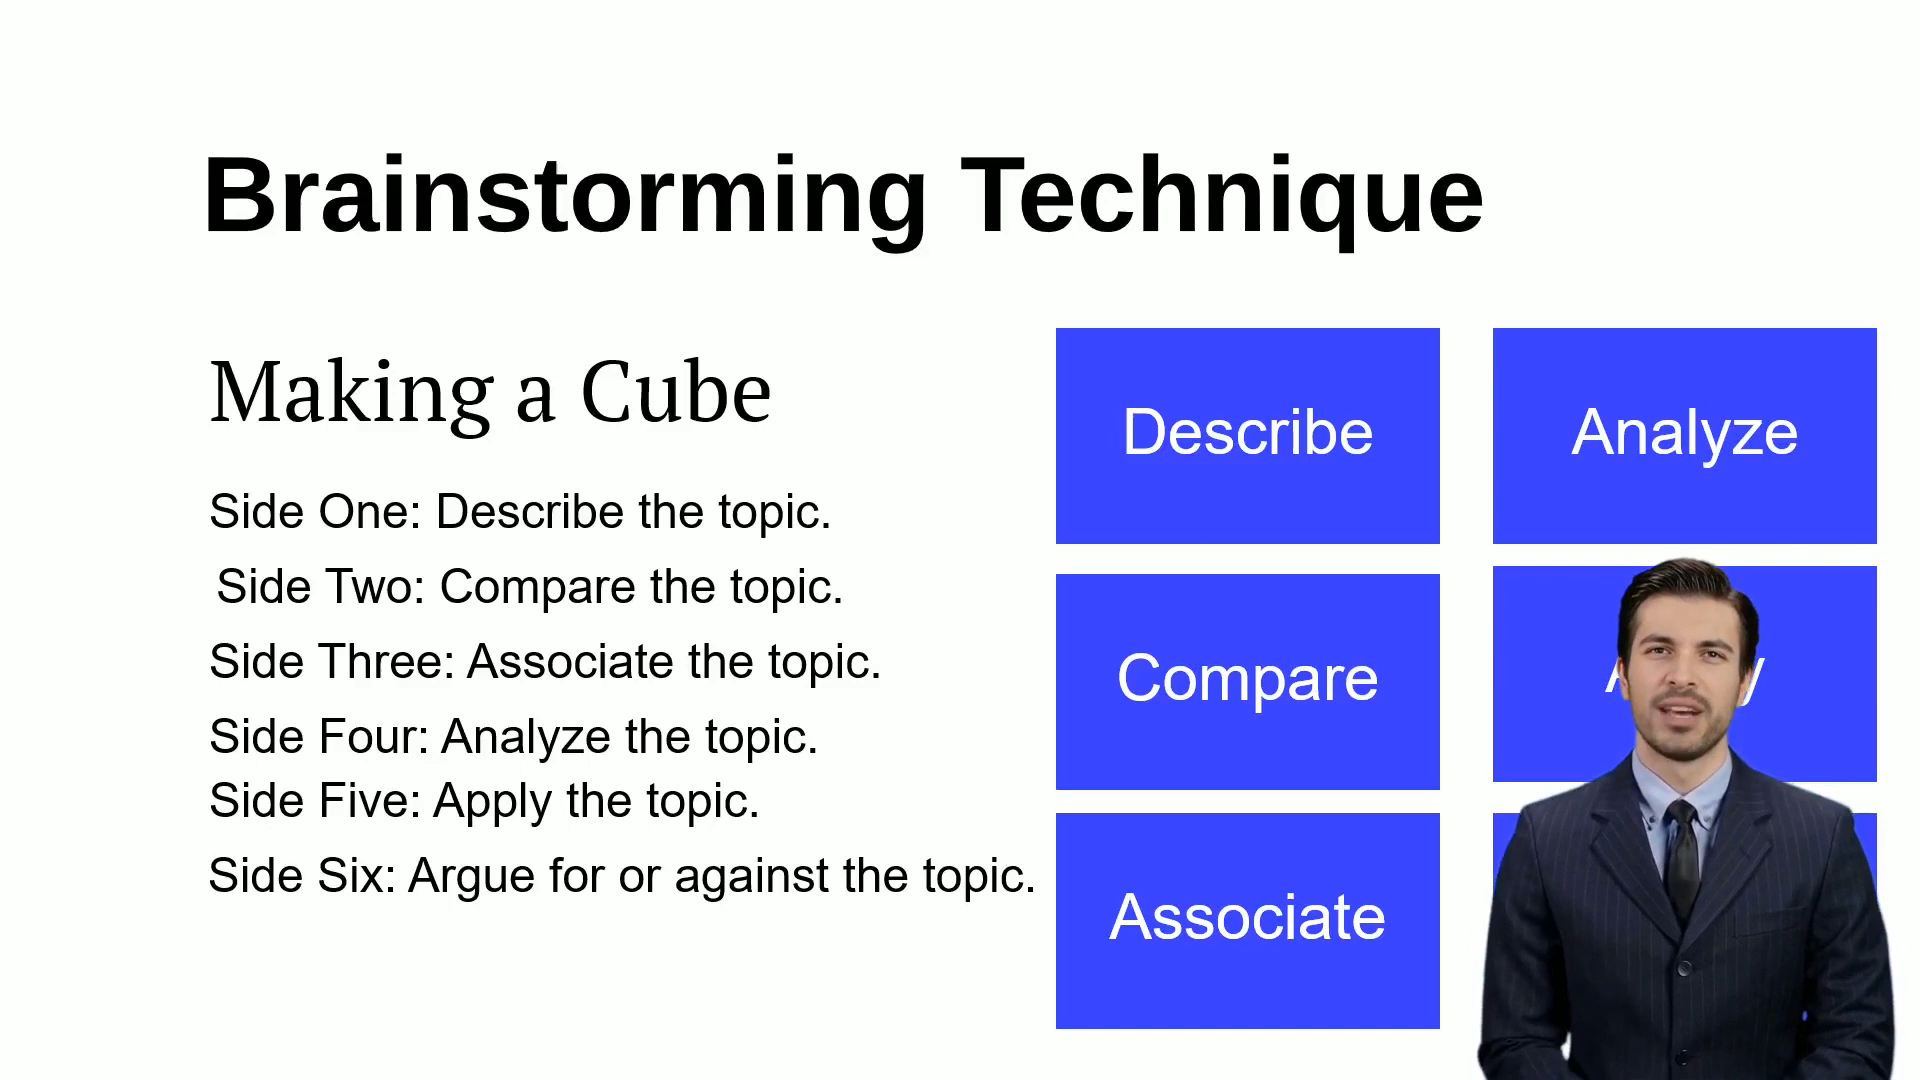 Brainstorming Technique
Making a Cube
Side One: Describe the topic.
Side Two: Compare the topic.
Side Three: Associate the topic.
Side Four: Analyze the topic.
Side Five: Apply the topic.
Side Six: Argue for or against the topic.
Describe
Analyze
Compare
Associate